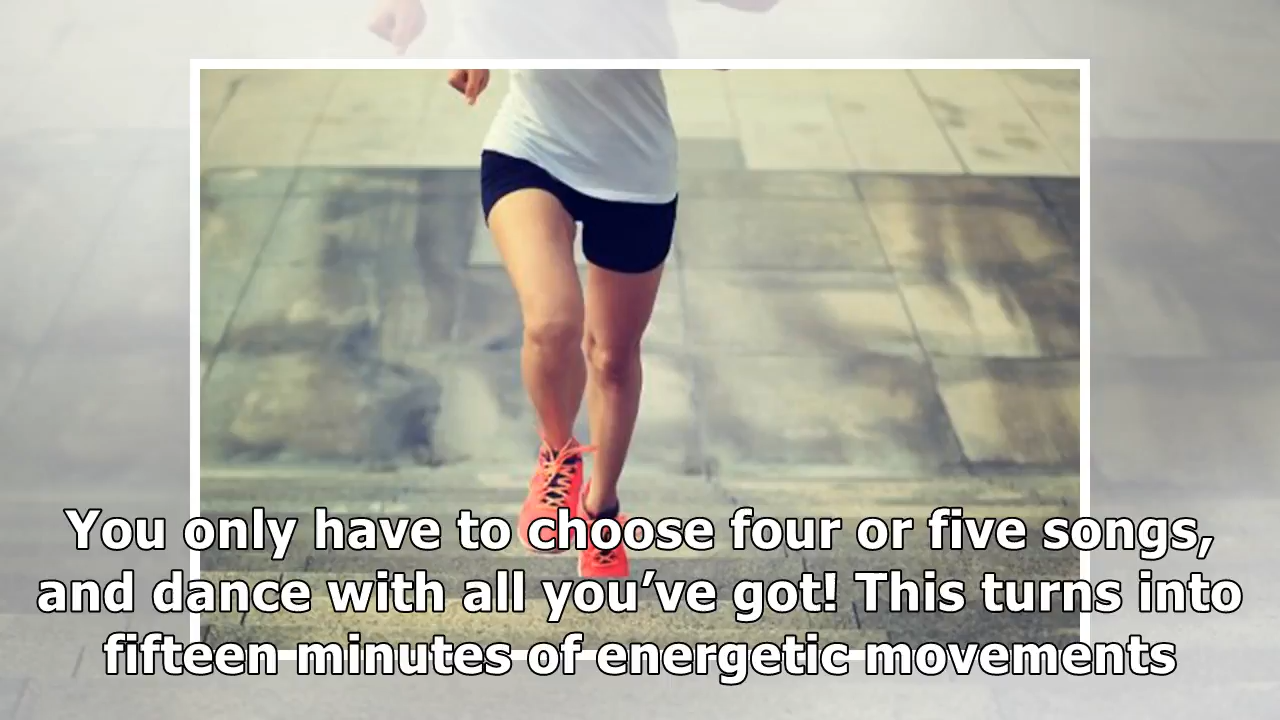 You only have to choose four or five songs,
and dance with all you’ve got! This turns into
fifteen minutes of energetic movements